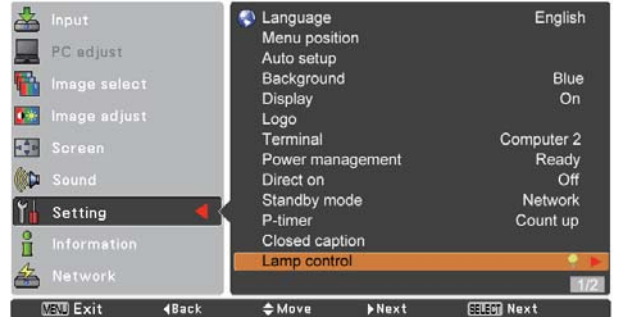 Input
PC adjust
Image select
Image adjust
Screen
Sound
Setting
Information
Network
Language English
Menu position
Auto setup
Background Blue
Display On
Logo
Terminal Computer 2
Power management Ready
Direct on Off
Standby mode Network
P-timer Count up
Closed caption
Lamp control
1/2
MENU Exit Back Move Next SELECT Next